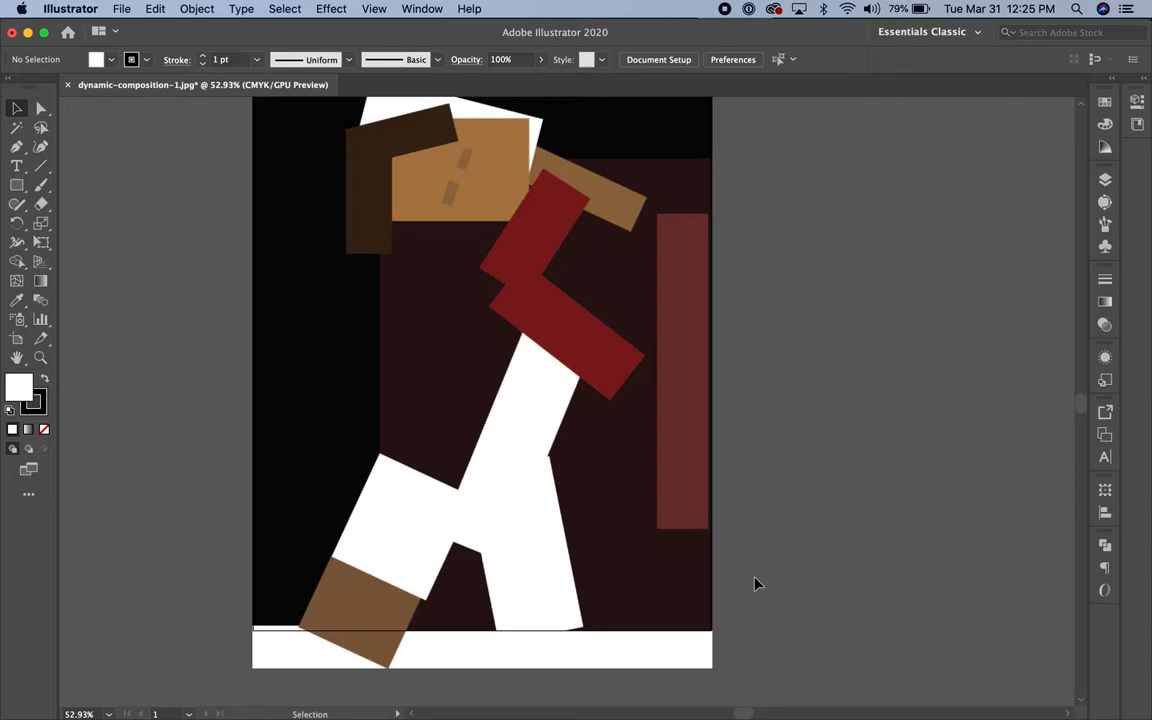 Illustrator File Edit Object Type Select Effect View Window Help 79% Tue Mar 31 12:25 PM
Adobe Illustrator 2020 Essentials Classic Search Adobe Stock
No Selection Stroke: 1 pt Uniform Basic Opacity: 100% Style: Document Setup Preferences
dynamic-composition-1.jpg* @ 52.93% (CMYK/GPU Preview)
52.93% 1 Selection